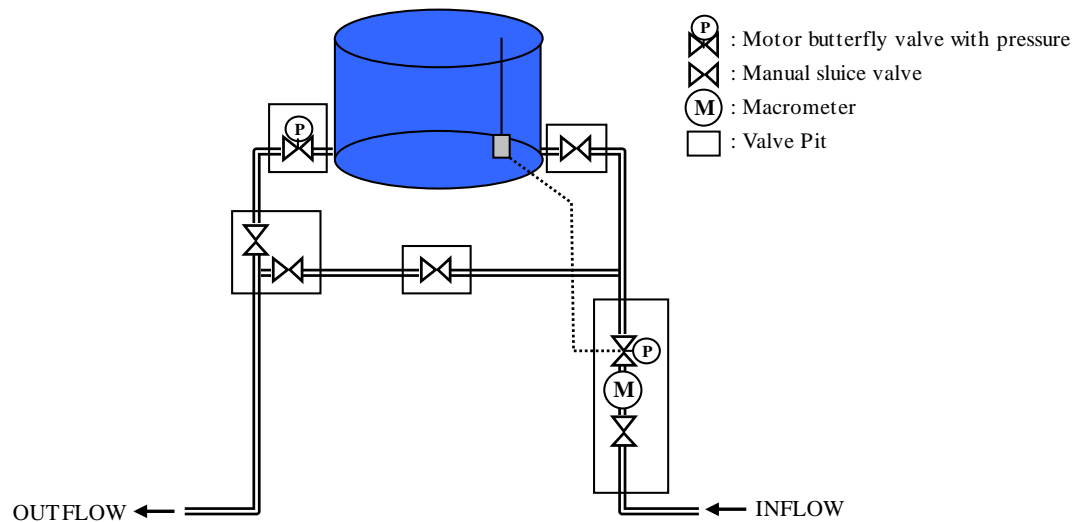 P
: Motor butterfly valve with pressure
: Manual sluice valve
M : Macrometer
: Valve Pit
P
P
M
OUTFLOW
INFLOW